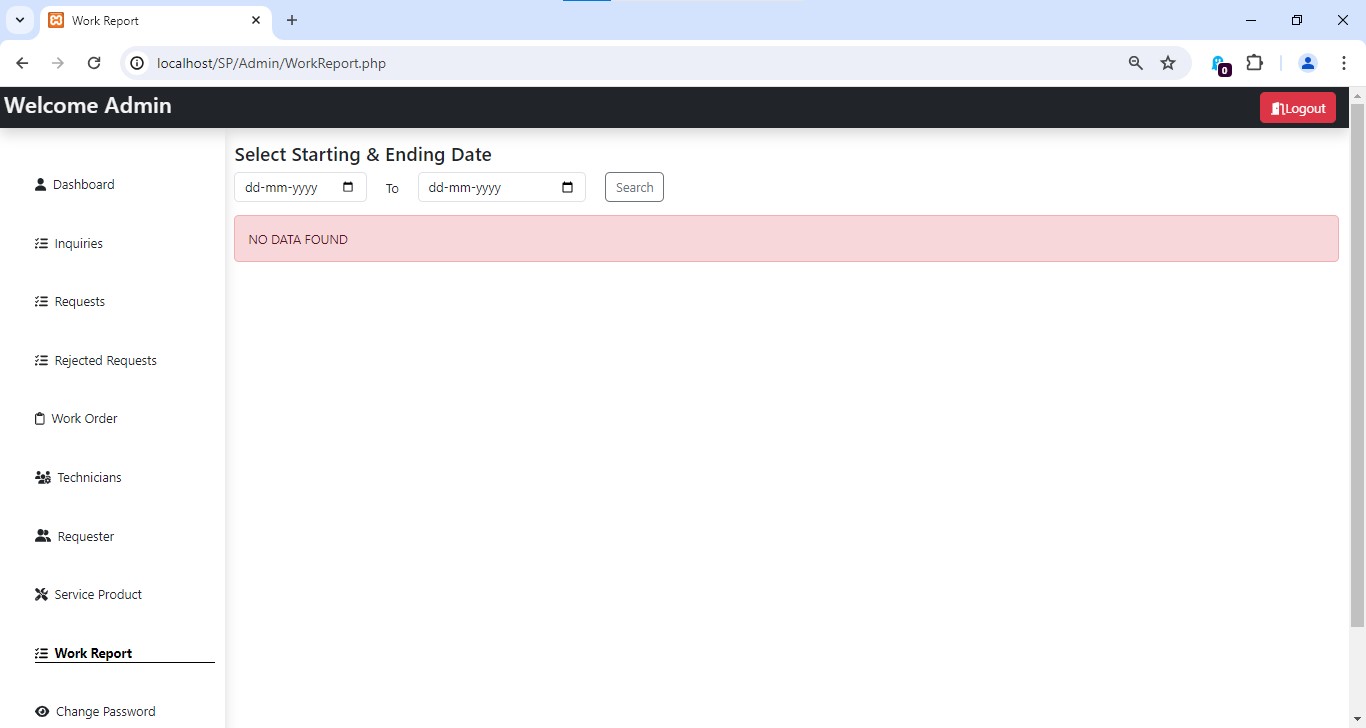 Work Report
localhost/SP/Admin/WorkReport.php
0
Welcome Admin
Logout
Dashboard
Inquiries
Requests
Rejected Requests
Work Order
Technicians
Requester
Service Product
Work Report
Change Password
Select Starting & Ending Date
dd-mm-yyyy To dd-mm-yyyy Search
NO DATA FOUND